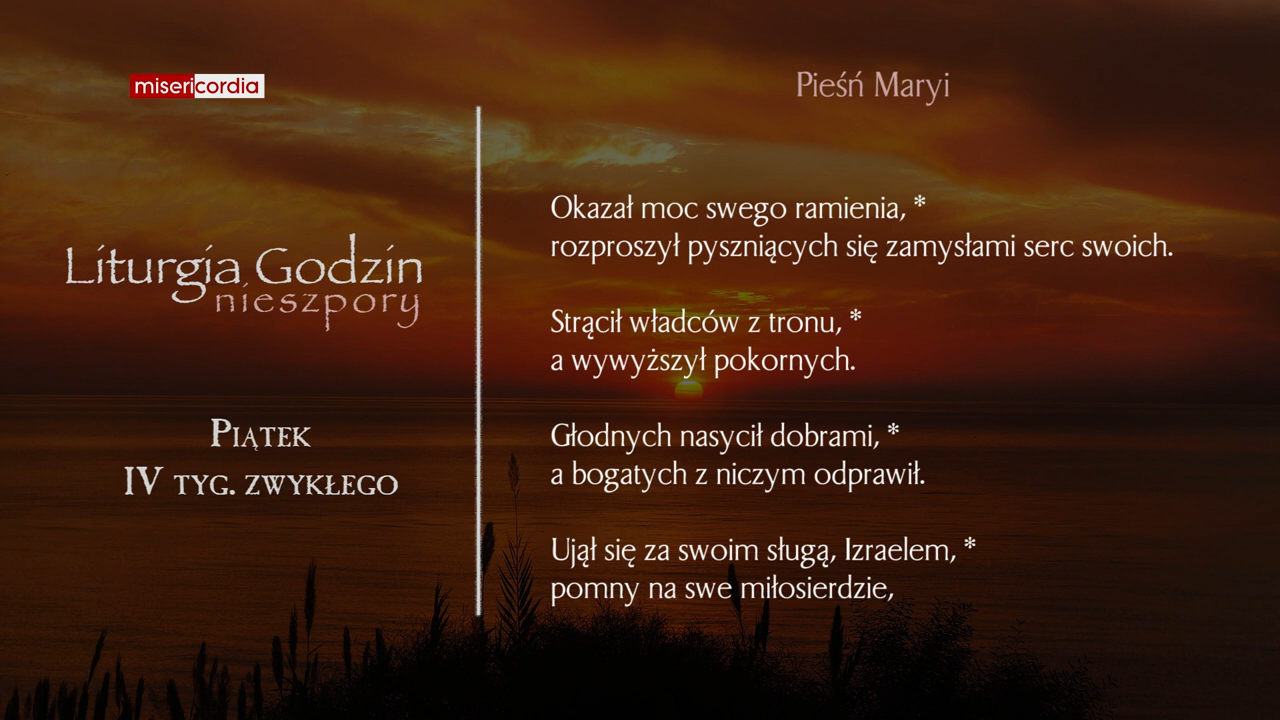 misericordia
Liturgia Godzin
nieszpory
Piątek
IV tyg. zwykłego
Pieśń Maryi
Okazał moc swego ramienia, *
rozproszył pyszniących się zamysłami serc swoich.
Strącił władców z tronu, *
a wywyższył pokornych.
Głodnych nasycił dobrami, *
a bogatych z niczym odprawił.
Ujął się za swoim sługą, Izraelem, *
pomny na swe miłosierdzie,